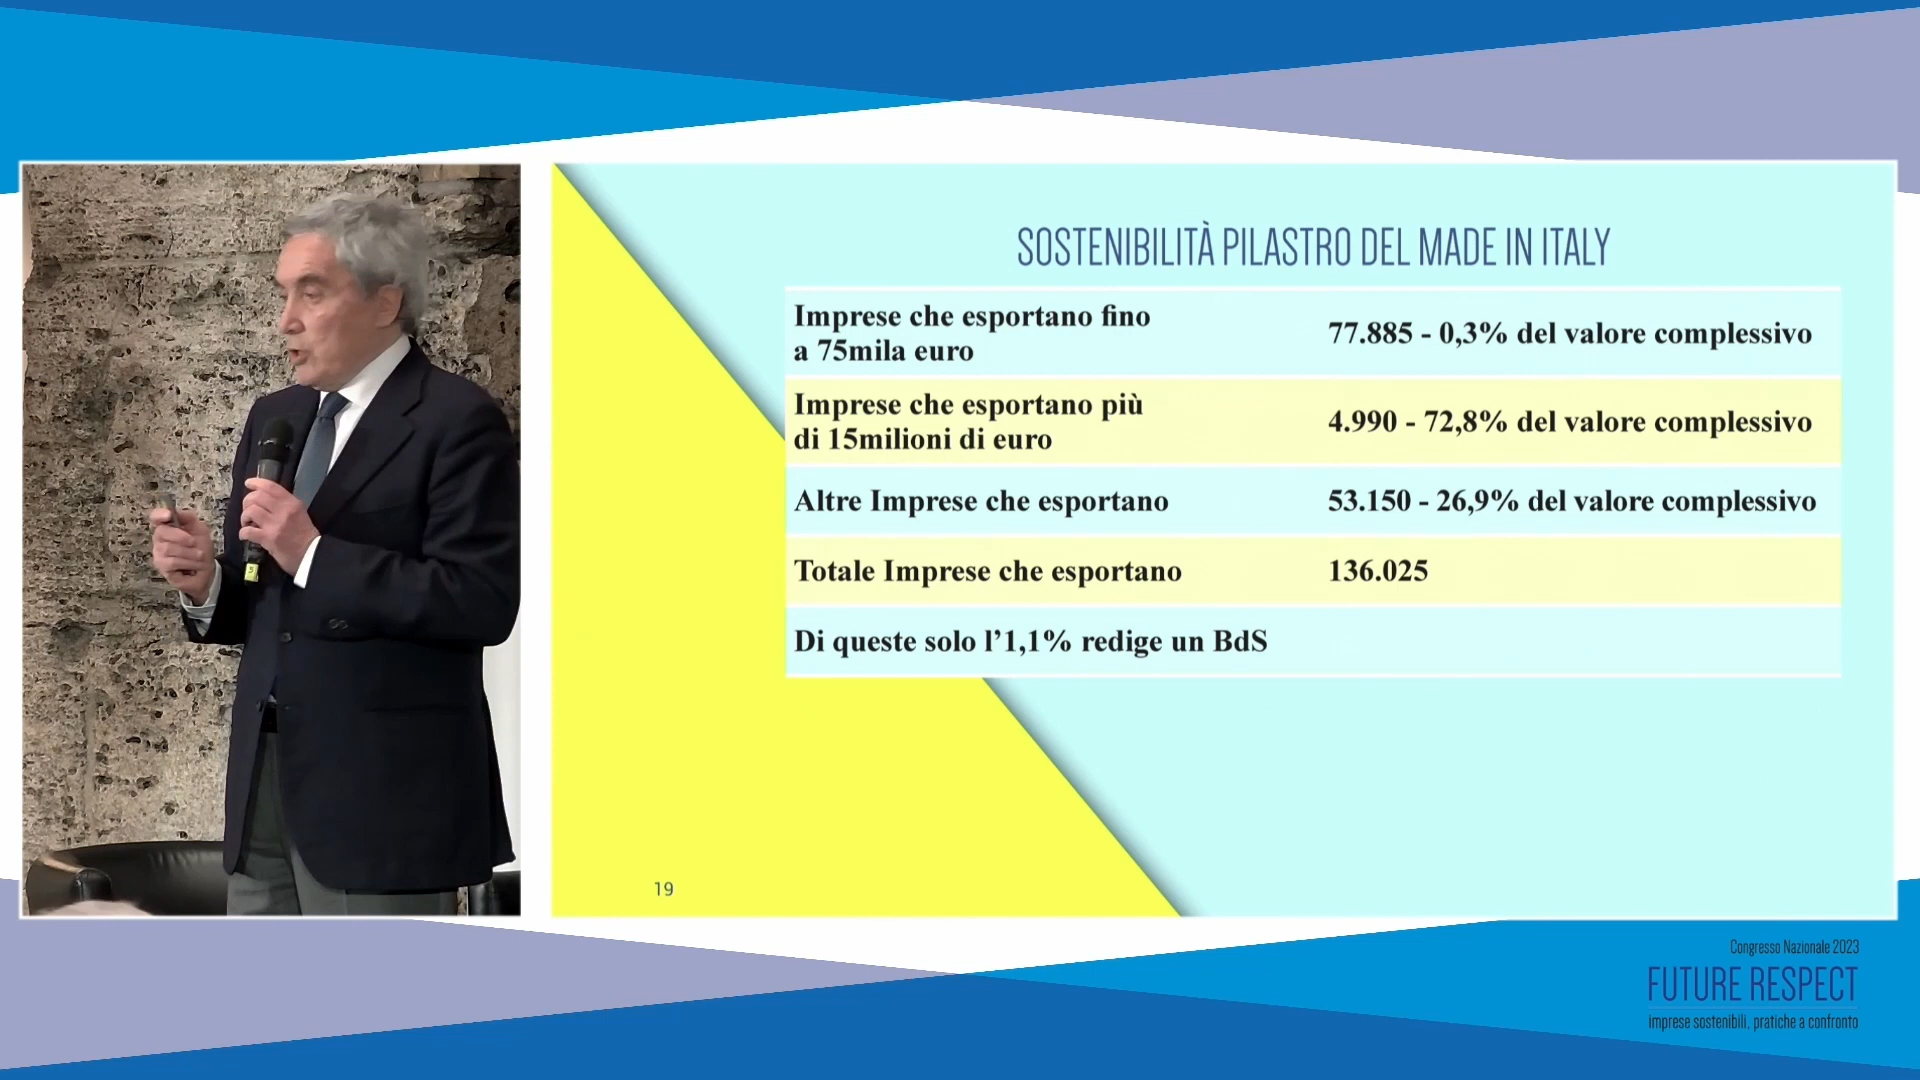 SOSTENIBILITÀ PILASTRO DEL MADE IN ITALY
Imprese che esportano fino
a 75mila euro
77.885 - 0,3% del valore complessivo
Imprese che esportano più
di 15milioni di euro
4.990 - 72,8% del valore complessivo
Altre Imprese che esportano
53.150 - 26,9% del valore complessivo
Totale Imprese che esportano
136.025
Di queste solo l’1,1% redige un BdS
19
Congresso Nazionale 2023
FUTURE RESPECT
imprese sostenibili, pratiche a confronto